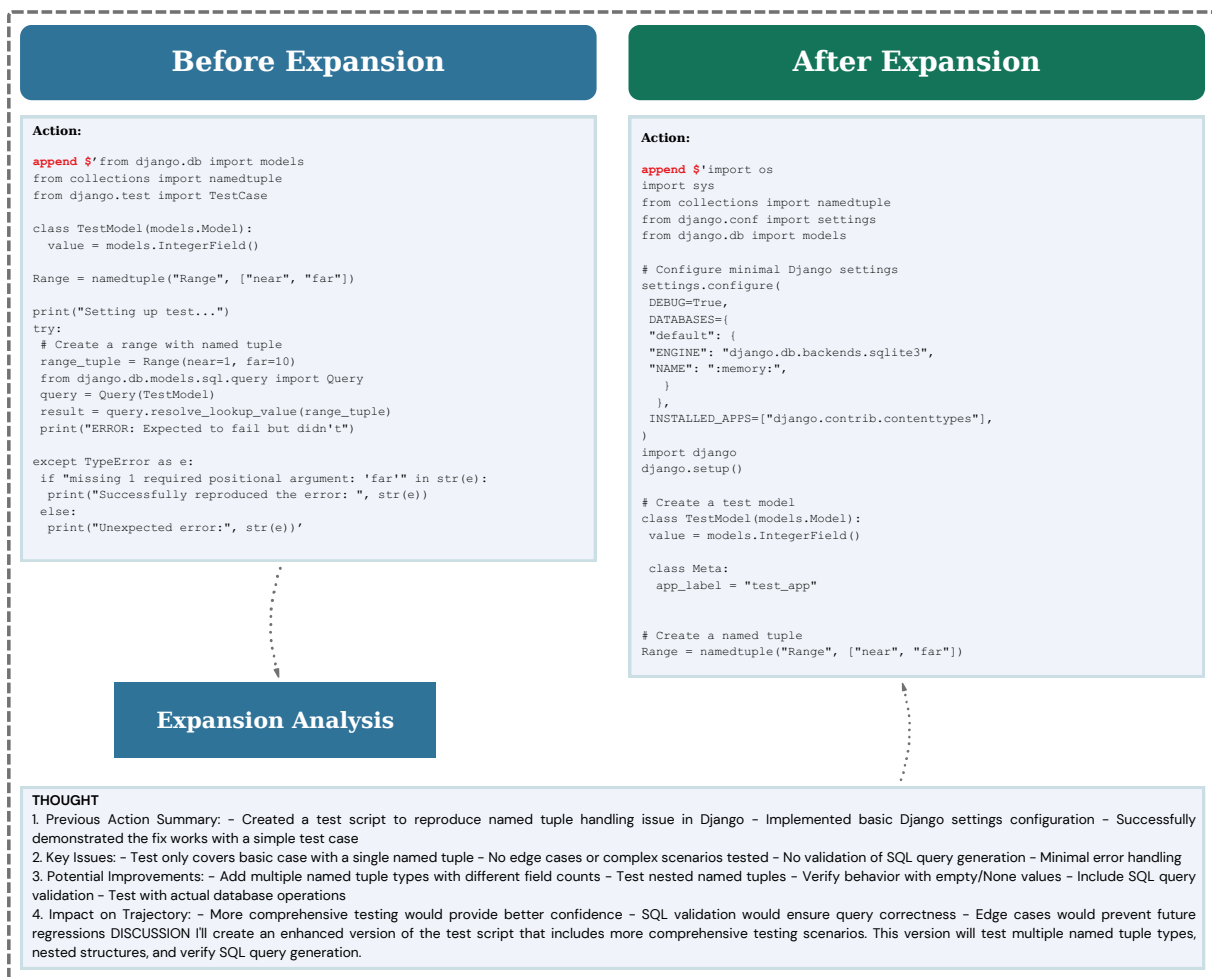 Before Expansion
Action:
append $’from django.db import models
from collections import namedtuple
from django.test import TestCase
class TestModel(models.Model):
value = models.IntegerField()
Range = namedtuple("Range", ["near", "far"])
print("Setting up test...")
try:
# Create a range with named tuple
range_tuple = Range(near=1, far=10)
from django.db.models.sql.query import Query
query = Query(TestModel)
result = query.resolve_lookup_value(range_tuple)
print("ERROR: Expected to fail but didn't")
except TypeError as e:
if "missing 1 required positional argument: 'far'" in str(e):
print("Successfully reproduced the error: ", str(e))
else:
print("Unexpected error:", str(e))’
After Expansion
Action:
append $'import os
import sys
from collections import namedtuple
from django.conf import settings
from django.db import models
# Configure minimal Django settings
settings.configure(
DEBUG=True,
DATABASES={
"default": {
"ENGINE": "django.db.backends.sqlite3",
"NAME": ":memory:",
}
},
INSTALLED_APPS=["django.contrib.contenttypes"],
)
import django
django.setup()
# Create a test model
class TestModel(models.Model):
value = models.IntegerField()
class Meta:
app_label = "test_app"
# Create a named tuple
Range = namedtuple("Range", ["near", "far"])
Expansion Analysis
THOUGHT
1. Previous Action Summary: – Created a test script to reproduce named tuple handling issue in Django – Implemented basic Django settings configuration – Successfully
demonstrated the fix works with a simple test case
2. Key Issues: – Test only covers basic case with a single named tuple – No edge cases or complex scenarios tested – No validation of SQL query generation – Minimal error handling
3. Potential Improvements: – Add multiple named tuple types with different field counts – Test nested named tuples – Verify behavior with empty/None values – Include SQL query
validation – Test with actual database operations
4. Impact on Trajectory: – More comprehensive testing would provide better confidence – SQL validation would ensure query correctness – Edge cases would prevent future
regressions DISCUSSION I'll create an enhanced version of the test script that includes more comprehensive testing scenarios. This version will test multiple named tuple types,
nested structures, and verify SQL query generation.